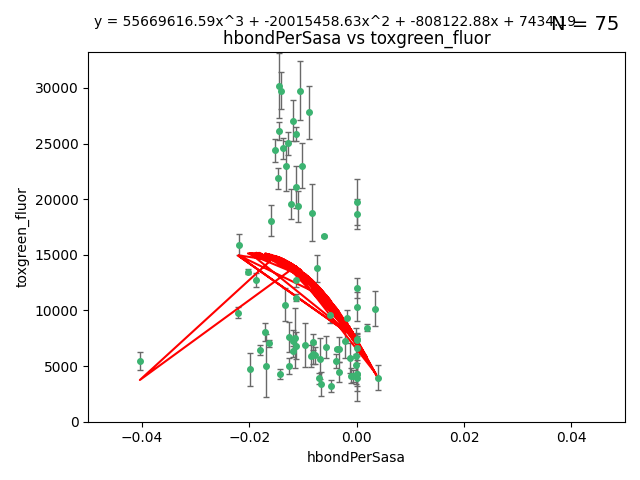 y = 55669616.59x^3 + -20015458.63x^2 + -808122.88x + 7434.19
N = 75
hbondPerSasa vs toxgreen_fluor
30000
25000
20000
15000
10000
5000
0
toxgreen_fluor
−0.04
−0.02
0.00
0.02
0.04
hbondPerSasa